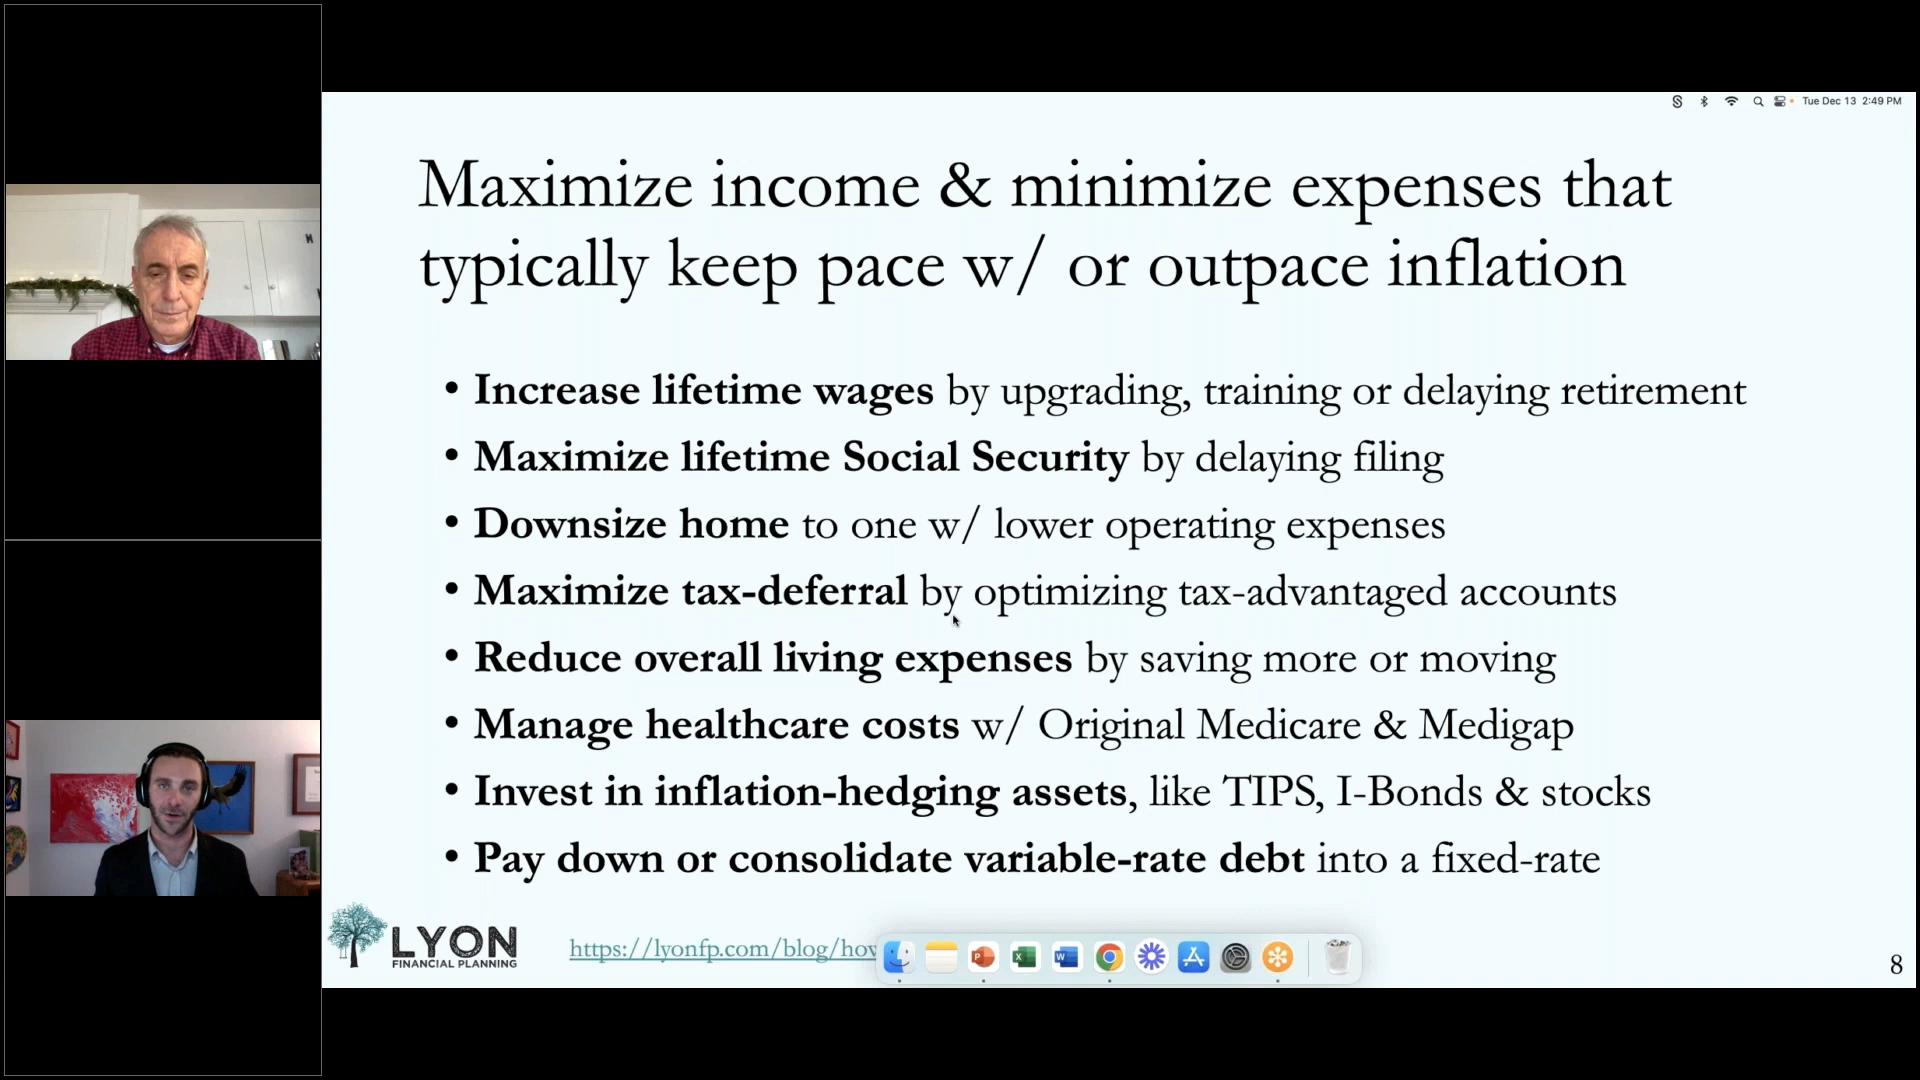 Tue Dec 13 2:49 PM
Maximize income & minimize expenses that
typically keep pace w/ or outpace inflation
• Increase lifetime wages by upgrading, training or delaying retirement
• Maximize lifetime Social Security by delaying filing
• Downsize home to one w/ lower operating expenses
• Maximize tax-deferral by optimizing tax-advantaged accounts
• Reduce overall living expenses by saving more or moving
• Manage healthcare costs w/ Original Medicare & Medigap
• Invest in inflation-hedging assets, like TIPS, I-Bonds & stocks
• Pay down or consolidate variable-rate debt into a fixed-rate
LYON
FINANCIAL PLANNING
https://lyonfp.com/blog/how
8